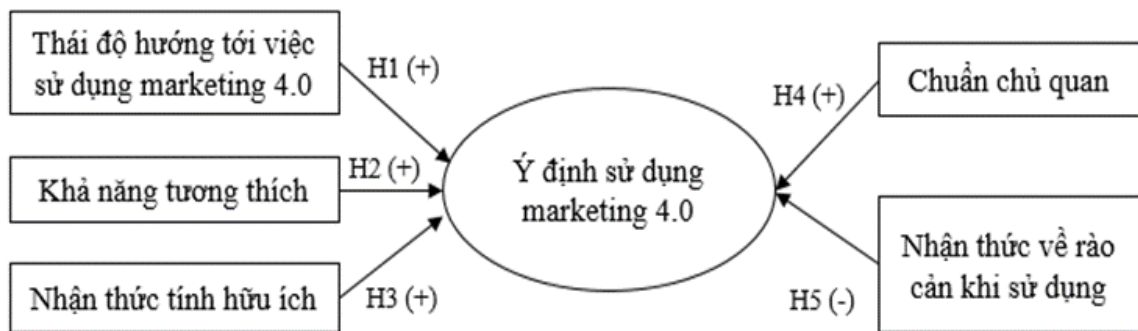 Thái độ hướng tới việc
sử dụng marketing 4.0
H1 (+)
Khả năng tương thích
H2 (+)
Nhận thức tính hữu ích
H3 (+)
Ý định sử dụng
marketing 4.0
H4 (+)
Chuẩn chủ quan
H5 (-)
Nhận thức về rào
cản khi sử dụng